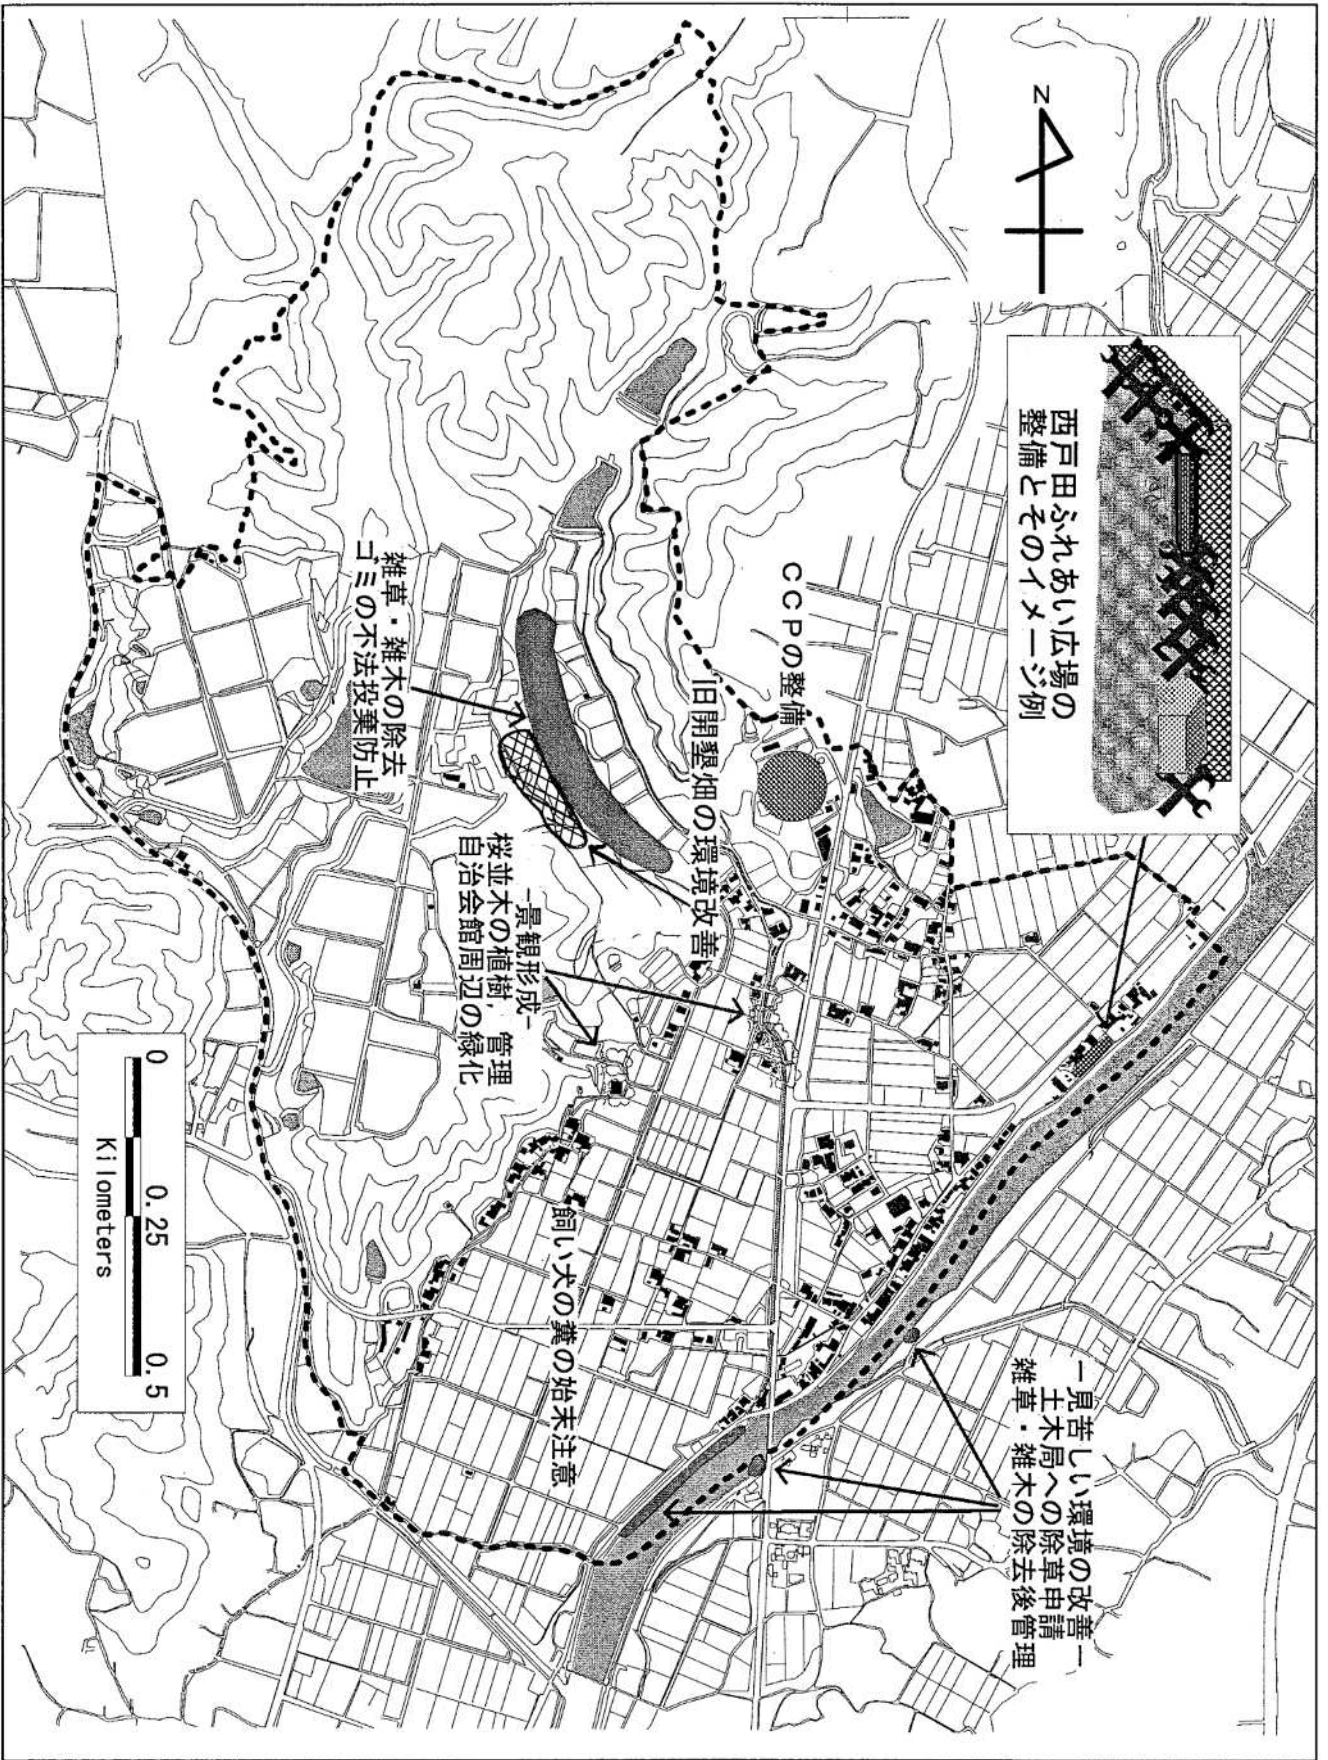 N
西戸田ふれあい広場の
整備とそのイメージ例
CCPの整備
旧開墾畑の環境改善
雑草・雑木の除去
ゴミの不法投棄防止
-景観形成-
桜並木の植樹、管理
自治会館周辺の緑化
飼い犬の糞の始末注意
ー見苦しい環境の改善ー
土木局への除草申請
雑草・雑木の除去後管理
0 0.25 0.5
Kilometers